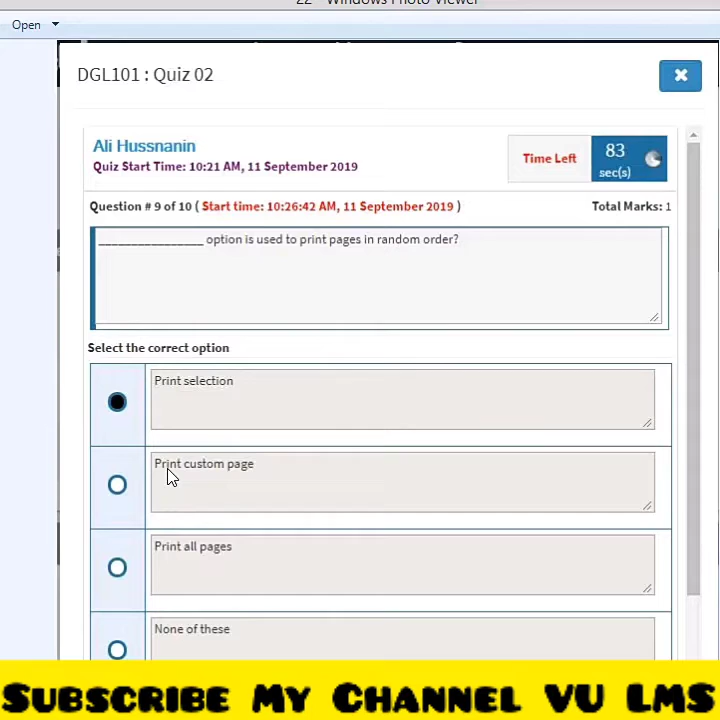 Open
DGL101 : Quiz 02
Ali Hussnanin
Quiz Start Time: 10:21 AM, 11 September 2019
Time Left
83
sec(s)
Question # 9 of 10 ( Start time: 10:26:42 AM, 11 September 2019 )
Total Marks: 1
________________ option is used to print pages in random order?
Select the correct option
Print selection
Print custom page
Print all pages
None of these
SUBSCRIBE MY CHANNEL VU LMS